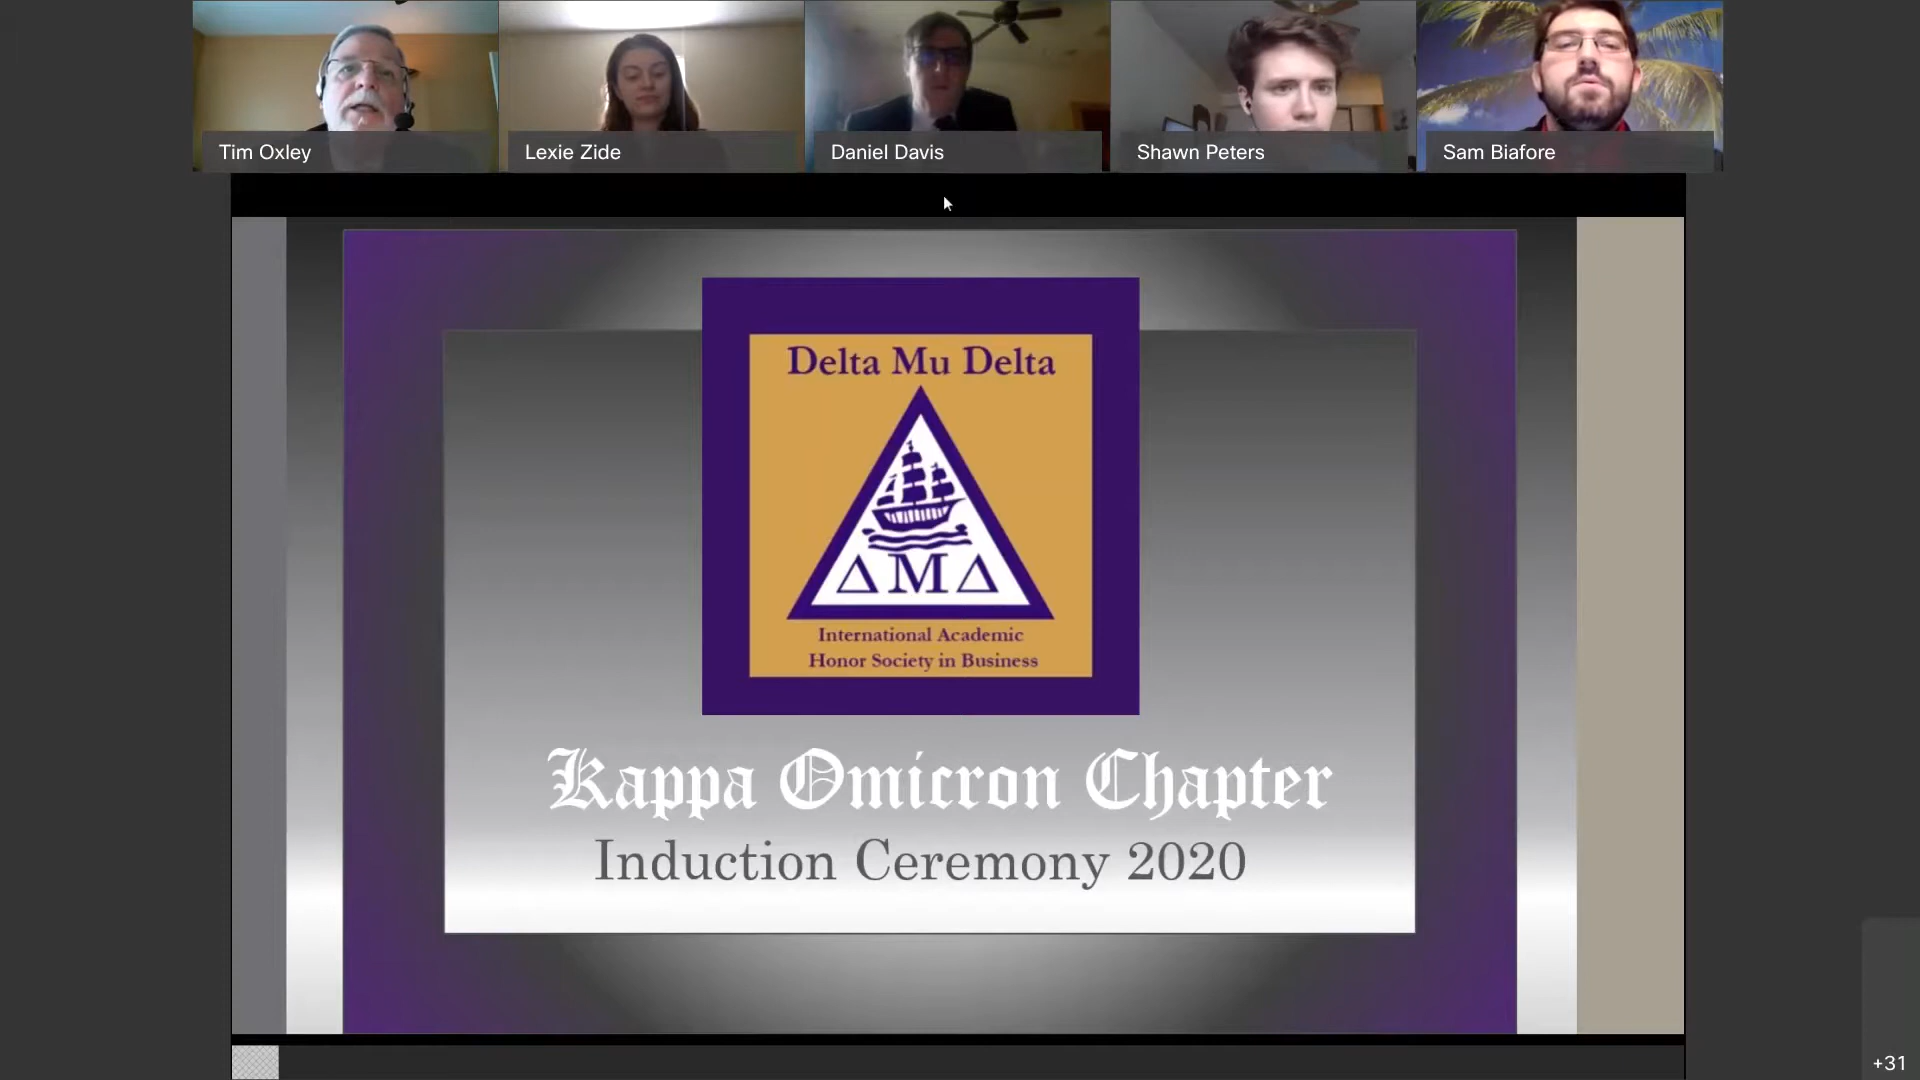 Tim Oxley
Lexie Zide
Daniel Davis
Shawn Peters
Sam Biafore
Delta Mu Delta
ΔΜΔ
International Academic
Honor Society in Business
Kappa Omicron Chapter
Induction Ceremony 2020
+31